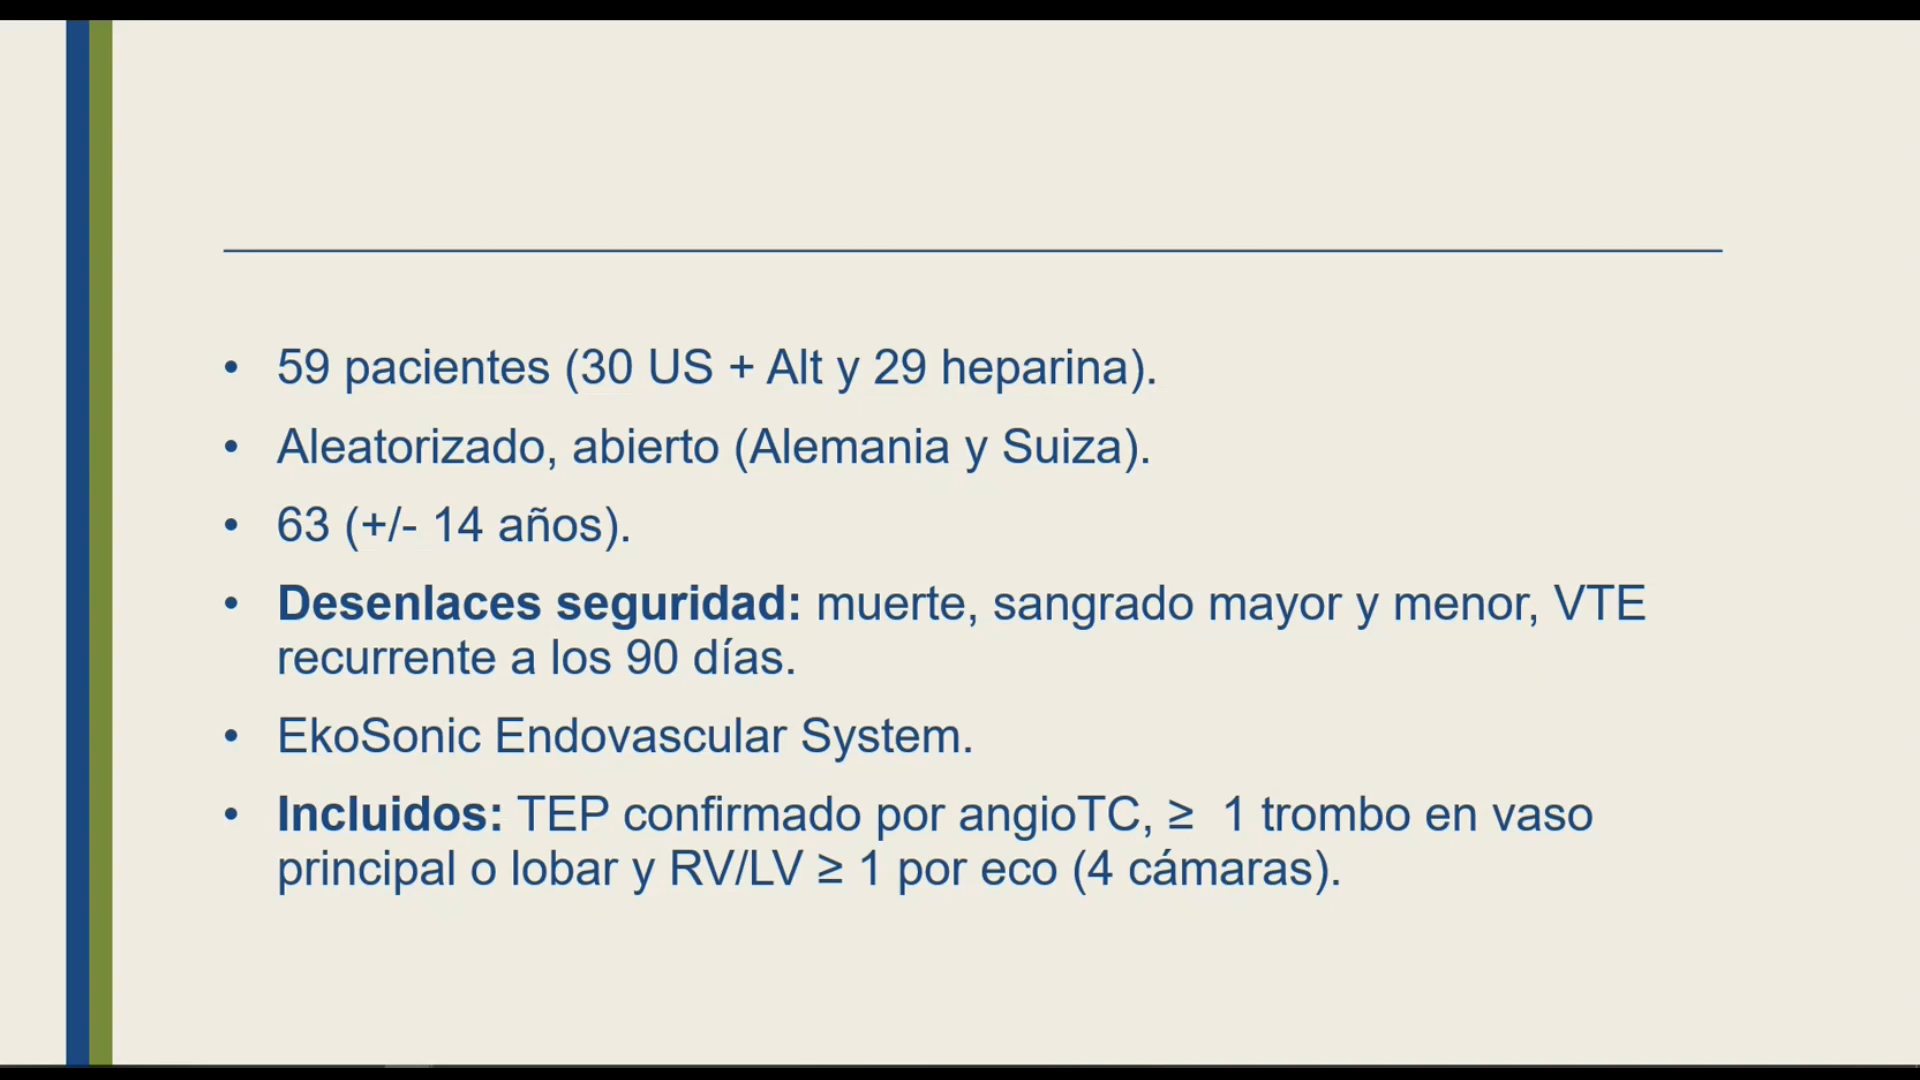 • 59 pacientes (30 US + Alt y 29 heparina).
• Aleatorizado, abierto (Alemania y Suiza).
• 63 (+/- 14 años).
• Desenlaces seguridad: muerte, sangrado mayor y menor, VTE
recurrente a los 90 días.
• EkoSonic Endovascular System.
• Incluidos: TEP confirmado por angioTC, ≥  1 trombo en vaso
principal o lobar y RV/LV ≥ 1 por eco (4 cámaras).